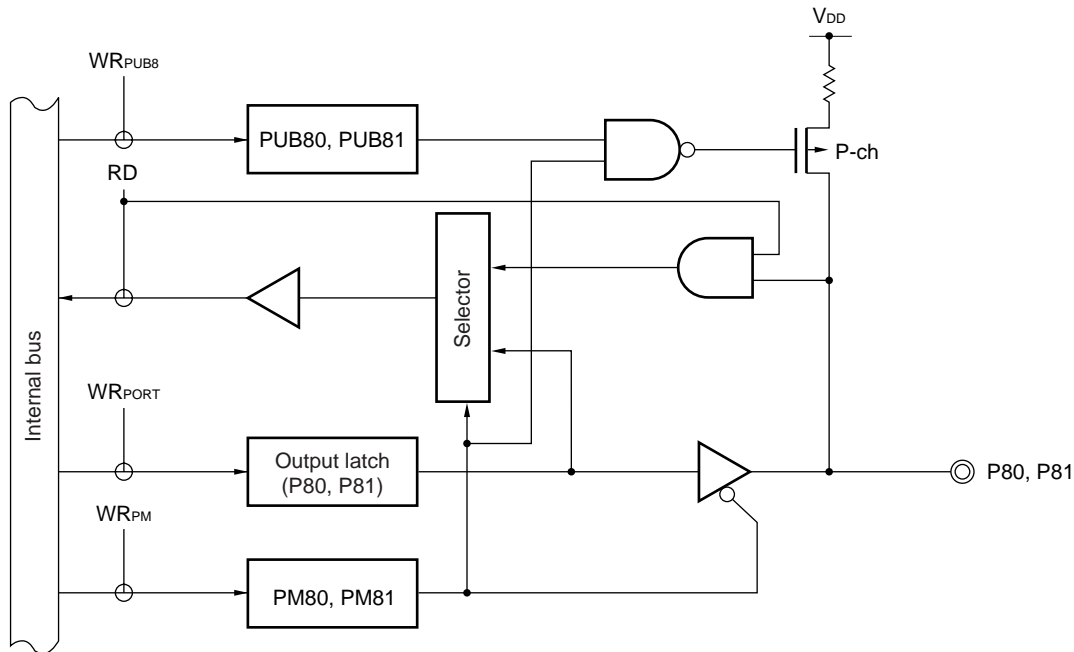 VDD
WRPUB8
PUB80, PUB81
P-ch
RD
Selector
Internal bus
WRPORT
Output latch
(P80, P81)
P80, P81
WRPM
PM80, PM81